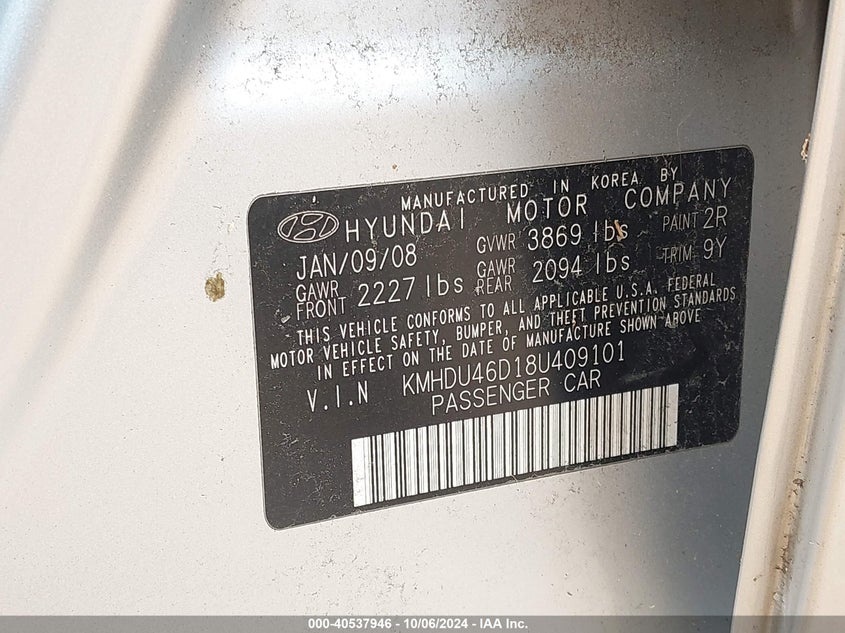 MANUFACTURED IN KOREA BY
HYUNDAI MOTOR COMPANY
JAN/09/08 GVWR 3869 lbs PAINT 2R
GAWR FRONT 2227 lbs GAWR REAR 2094 lbs TRIM 9Y
THIS VEHICLE CONFORMS TO ALL APPLICABLE U.S.A. FEDERAL
MOTOR VEHICLE SAFETY, BUMPER, AND THEFT PREVENTION STANDARDS
IN EFFECT ON THE DATE OF MANUFACTURE SHOWN ABOVE
V.I.N KMHDU46D18U409101
PASSENGER CAR
000-40537946 - 10/06/2024 - IAA Inc.